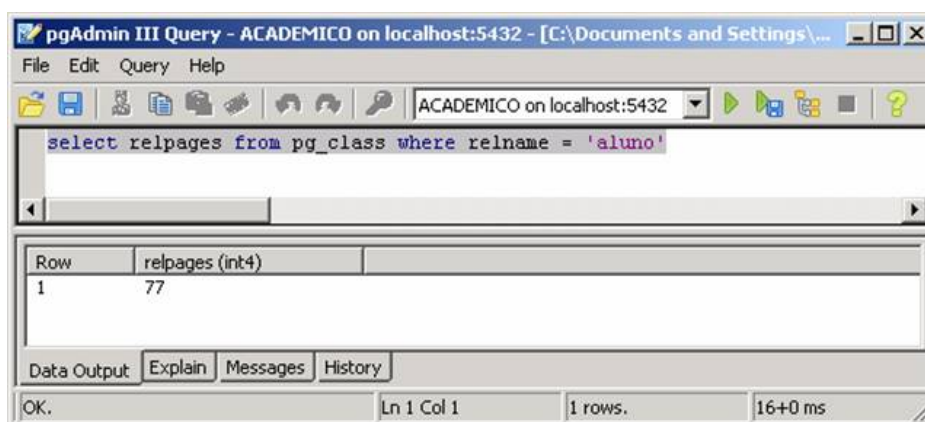 pgAdmin III Query - ACADEMICO on localhost:5432 - [C:\Documents and Settings\...
File Edit Query Help
ACADEMICO on localhost:5432
select relpages from pg_class where relname = 'aluno'
Row relpages (int4)
1 77
Data Output Explain Messages History
OK. Ln 1 Col 1 1 rows. 16+0 ms